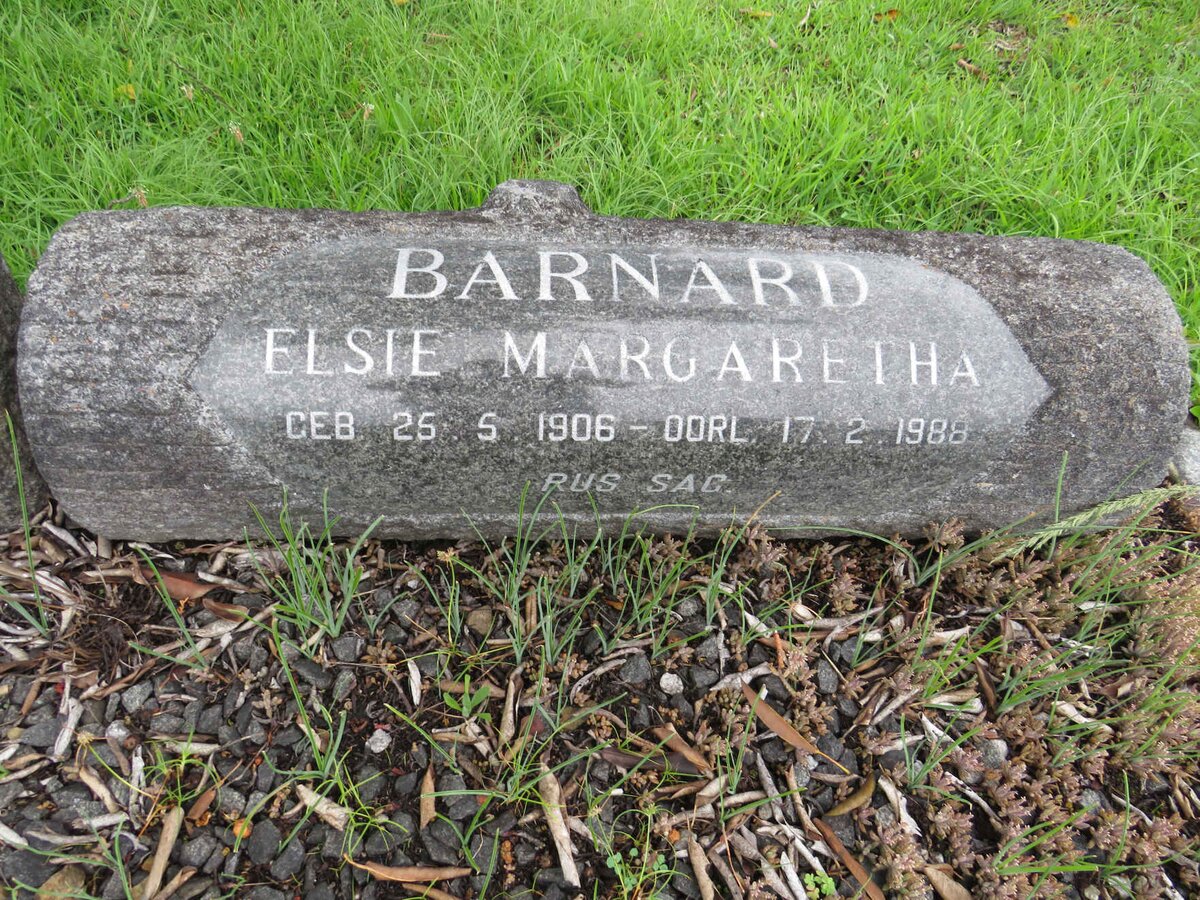 BARNARD
ELSIE MARGARETHA
GEB 25.5.1906 - OORL. 17.2.1988
RUS SAG